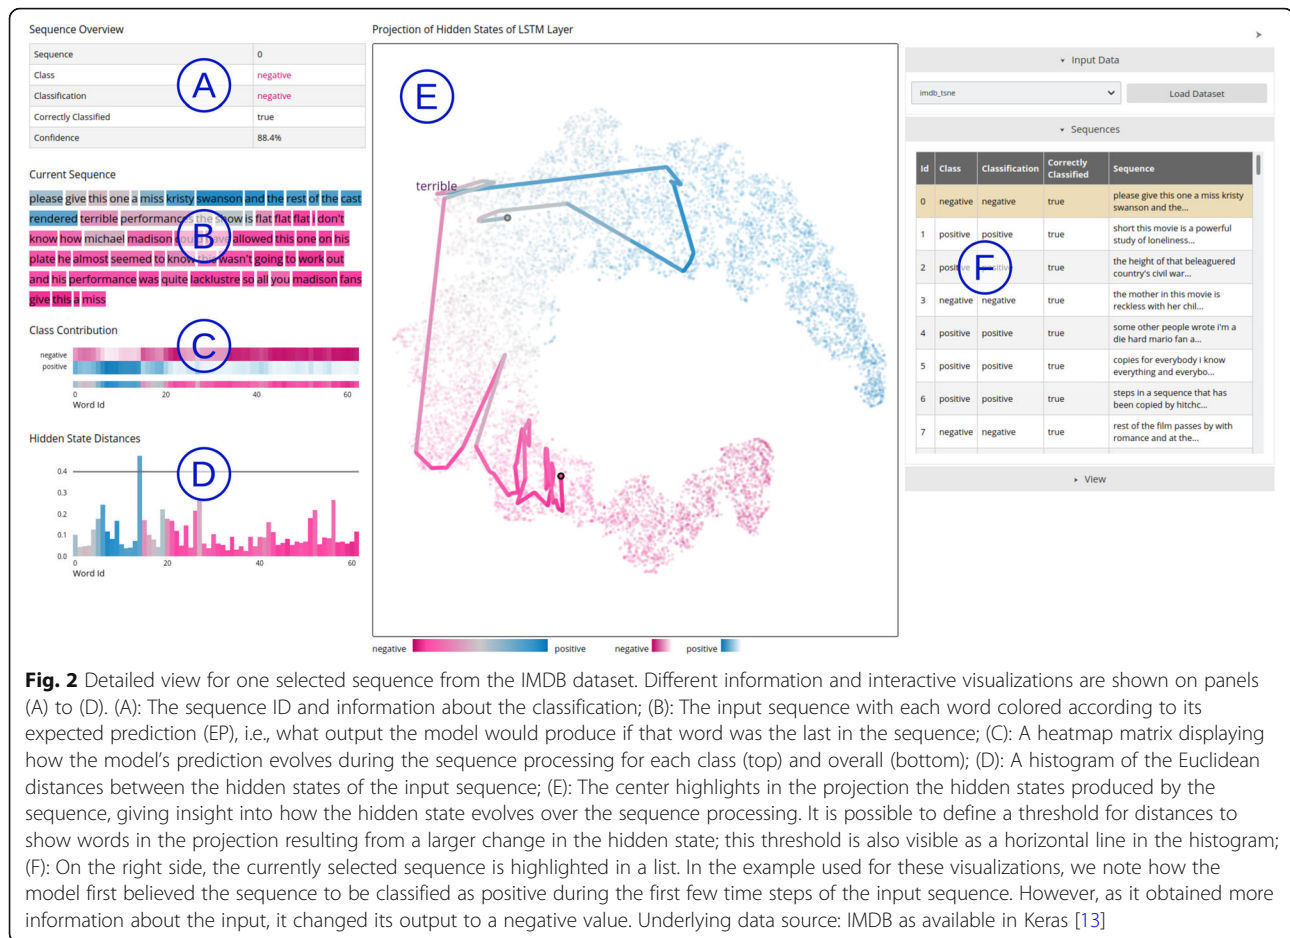 Sequence Overview
Sequence 0
Class negative
Classification negative
Correctly Classified true
Confidence 88.4%
A
Current Sequence
please give this one a miss kristy swanson and the rest of the cast
rendered terrible performances the show is flat flat flat i don't
know how michael madison could have allowed this one on his
plate he almost seemed to know this wasn't going to work out
and his performance was quite lacklustre so all you madison fans
give this a miss
B
Class Contribution
negative
positive
0 20 40 60
Word Id
C
Hidden State Distances
0.4
0.3
0.2
0.1
0.0
0 20 40 60
Word Id
D
Projection of Hidden States of LSTM Layer
E
terrible
negative positive negative positive
▾ Input Data
imdb_tsne Load Dataset
▾ Sequences
Id Class Classification Correctly Classified Sequence
0 negative negative true please give this one a miss kristy
swanson and the...
1 positive positive true short this movie is a powerful
study of loneliness...
2 positive positive true the height of that beleaguered
country's civil war...
3 negative negative true the mother in this movie is
reckless with her chil...
4 positive positive true some other people wrote i'm a
die hard mario fan a...
5 positive positive true copies for everybody i know
everything and everybo...
6 positive positive true steps in a sequence that has
been copied by hitchc...
7 negative negative true rest of the film passes by with
romance and at the...
F
▸ View
Fig. 2 Detailed view for one selected sequence from the IMDB dataset. Different information and interactive visualizations are shown on panels
(A) to (D). (A): The sequence ID and information about the classification; (B): The input sequence with each word colored according to its
expected prediction (EP), i.e., what output the model would produce if that word was the last in the sequence; (C): A heatmap matrix displaying
how the model's prediction evolves during the sequence processing for each class (top) and overall (bottom); (D): A histogram of the Euclidean
distances between the hidden states of the input sequence; (E): The center highlights in the projection the hidden states produced by the
sequence, giving insight into how the hidden state evolves over the sequence processing. It is possible to define a threshold for distances to
show words in the projection resulting from a larger change in the hidden state; this threshold is also visible as a horizontal line in the histogram;
(F): On the right side, the currently selected sequence is highlighted in a list. In the example used for these visualizations, we note how the
model first believed the sequence to be classified as positive during the first few time steps of the input sequence. However, as it obtained more
information about the input, it changed its output to a negative value. Underlying data source: IMDB as available in Keras [13]